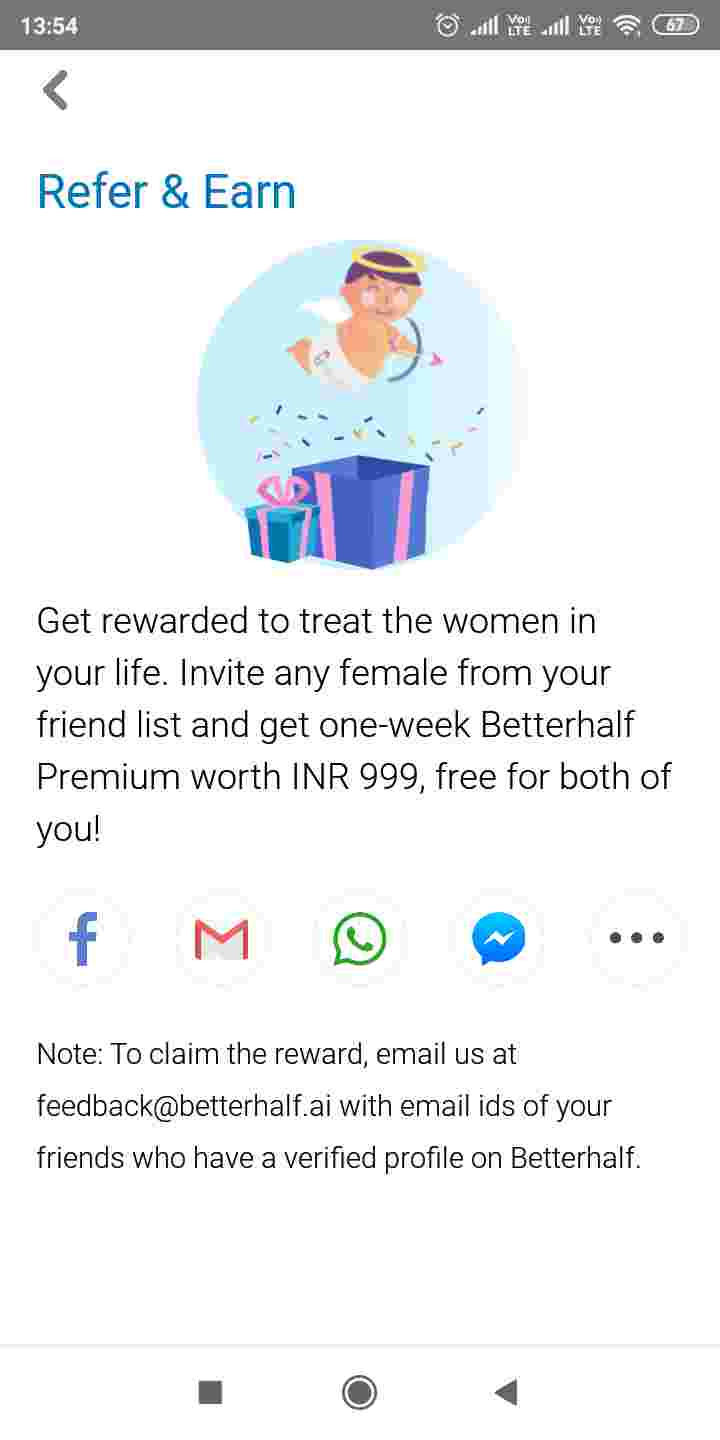 13:54
Vo)) LTE
Vo)) LTE
67
Refer & Earn
Get rewarded to treat the women in
your life. Invite any female from your
friend list and get one-week Betterhalf
Premium worth INR 999, free for both of
you!
Note: To claim the reward, email us at
feedback@betterhalf.ai with email ids of your
friends who have a verified profile on Betterhalf.